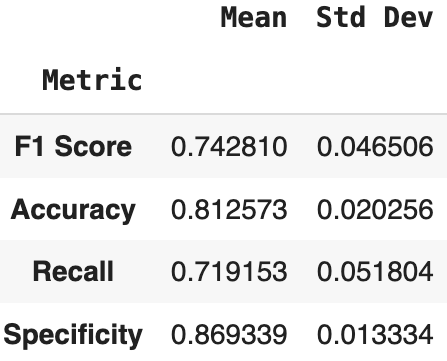 Mean Std Dev
Metric
F1 Score 0.742810 0.046506
Accuracy 0.812573 0.020256
Recall 0.719153 0.051804
Specificity 0.869339 0.013334